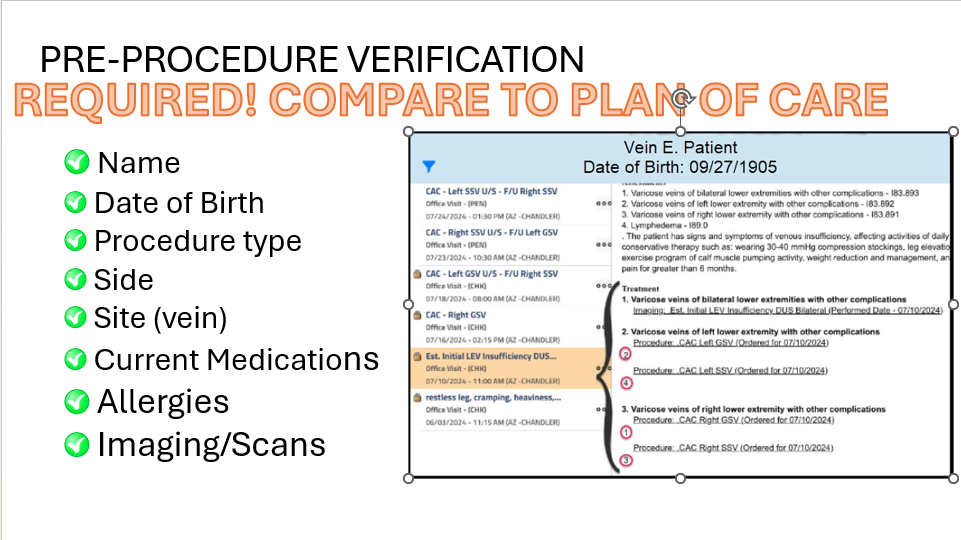 PRE-PROCEDURE VERIFICATION
REQUIRED! COMPARE TO PLAN OF CARE
Name
Date of Birth
Procedure type
Side
Site (vein)
Current Medications
Allergies
Imaging/Scans
Vein E. Patient
Date of Birth: 09/27/1905
CAC - Left SSV U/S - F/U Right SSV
Office Visit - (PEN)
07/24/2024 - 01:30 PM (AZ -CHANDLER)
CAC - Right SSV U/S - F/U Left GSV
Office Visit - (PEN)
07/23/2024 - 10:30 AM (AZ -CHANDLER)
CAC - Left GSV U/S - F/U Right SSV
Office Visit - (CHK)
07/18/2024 - 08:00 AM (AZ -CHANDLER)
CAC - Right GSV
Office Visit - (CHK)
07/16/2024 - 02:15 PM (AZ -CHANDLER)
Est. Initial LEV Insufficiency DUS...
Office Visit - (CHK)
07/10/2024 - 11:00 AM (AZ -CHANDLER)
restless leg, cramping, heaviness,...
Office Visit - (CHK)
06/03/2024 - 11:15 AM (AZ -CHANDLER)
1. Varicose veins of bilateral lower extremities with other complications - I83.893
2. Varicose veins of left lower extremity with other complications - I83.892
3. Varicose veins of right lower extremity with other complications - I83.891
4. Lymphedema - I89.0
. The patient has signs and symptoms of venous insufficiency, affecting activities of daily
conservative therapy such as: wearing 30-40 mmHg compression stockings, leg elevatio
exercise program of calf muscle pumping activity, weight reduction and management, an
pain for greater than 6 months.
Treatment
1. Varicose veins of bilateral lower extremities with other complications
Imaging: .Est. Initial LEV Insufficiency DUS Bilateral (Performed Date - 07/10/2024)
2. Varicose veins of left lower extremity with other complications
Procedure: .CAC Left GSV (Ordered for 07/10/2024)
2
Procedure: .CAC Left SSV (Ordered for 07/10/2024)
4
3. Varicose veins of right lower extremity with other complications
Procedure: .CAC Right GSV (Ordered for 07/10/2024)
1
Procedure: .CAC Right SSV (Ordered for 07/10/2024)
3